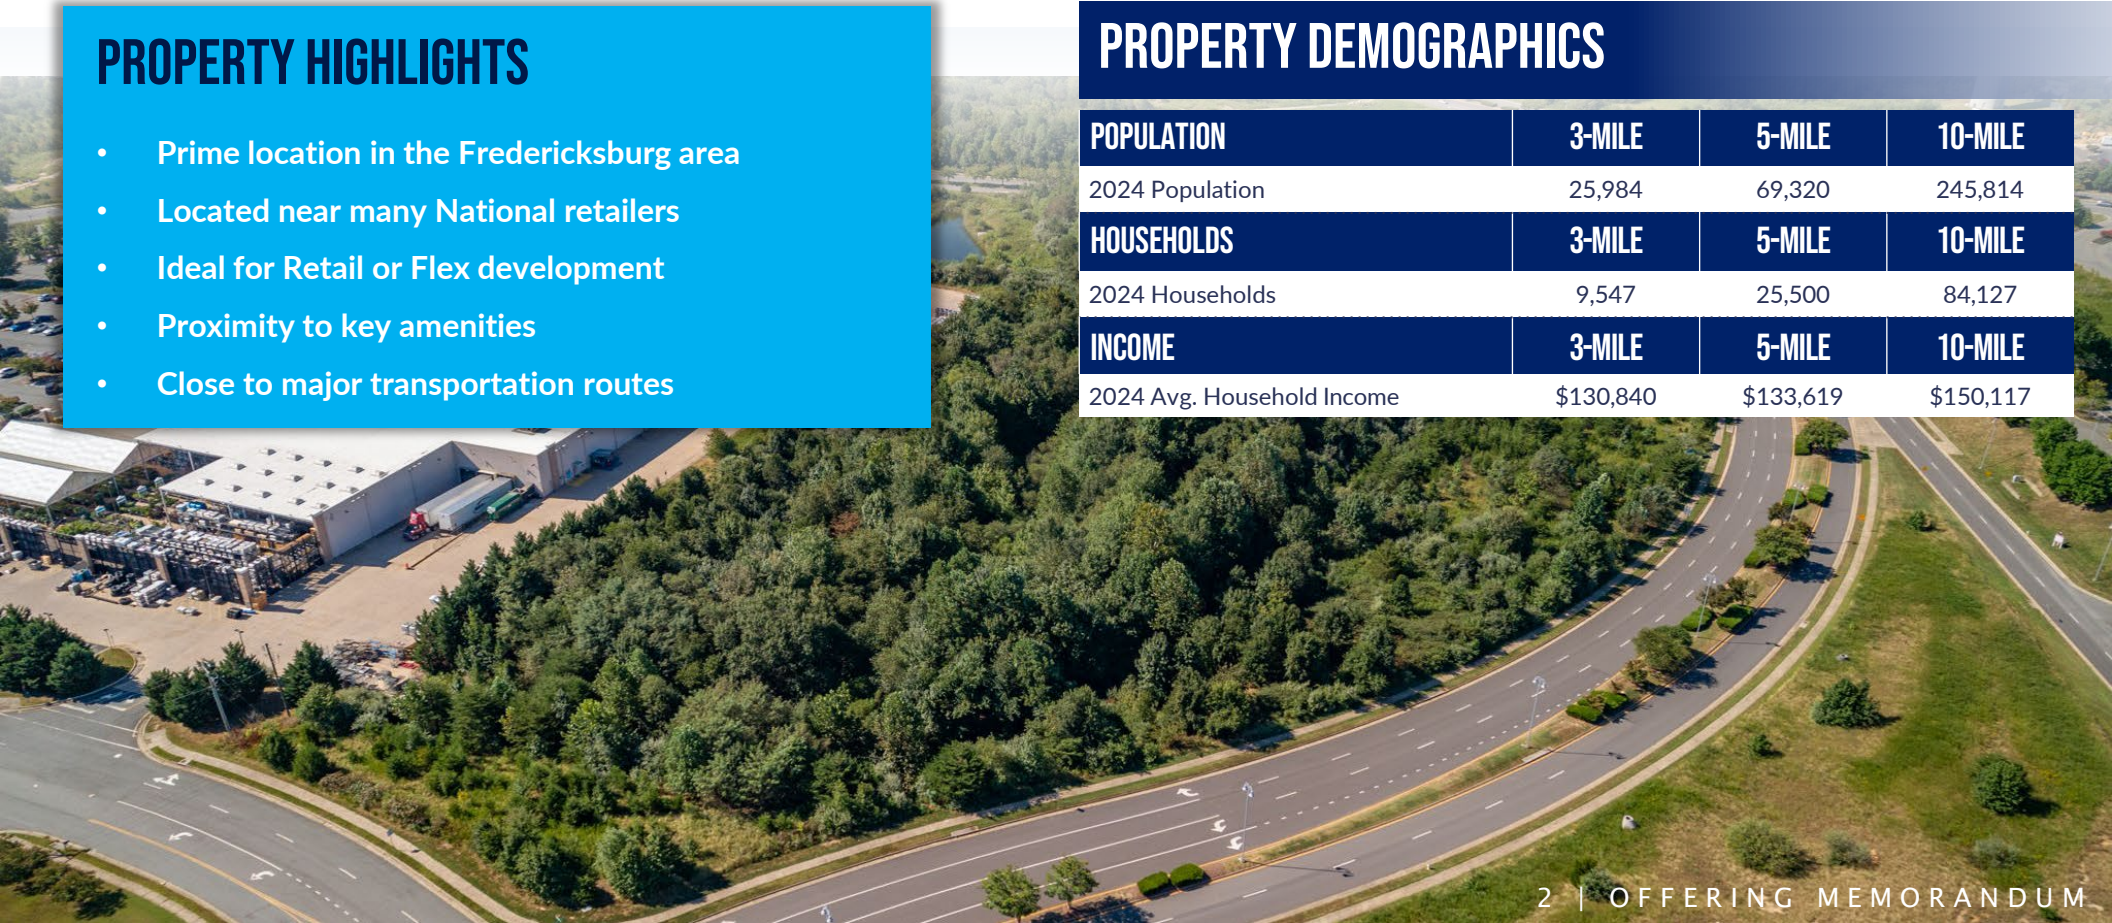 PROPERTY HIGHLIGHTS
• Prime location in the Fredericksburg area
• Located near many National retailers
• Ideal for Retail or Flex development
• Proximity to key amenities
• Close to major transportation routes
PROPERTY DEMOGRAPHICS
POPULATION 3-MILE 5-MILE 10-MILE
2024 Population 25,984 69,320 245,814
HOUSEHOLDS 3-MILE 5-MILE 10-MILE
2024 Households 9,547 25,500 84,127
INCOME 3-MILE 5-MILE 10-MILE
2024 Avg. Household Income $130,840 $133,619 $150,117
2 | OFFERING MEMORANDUM